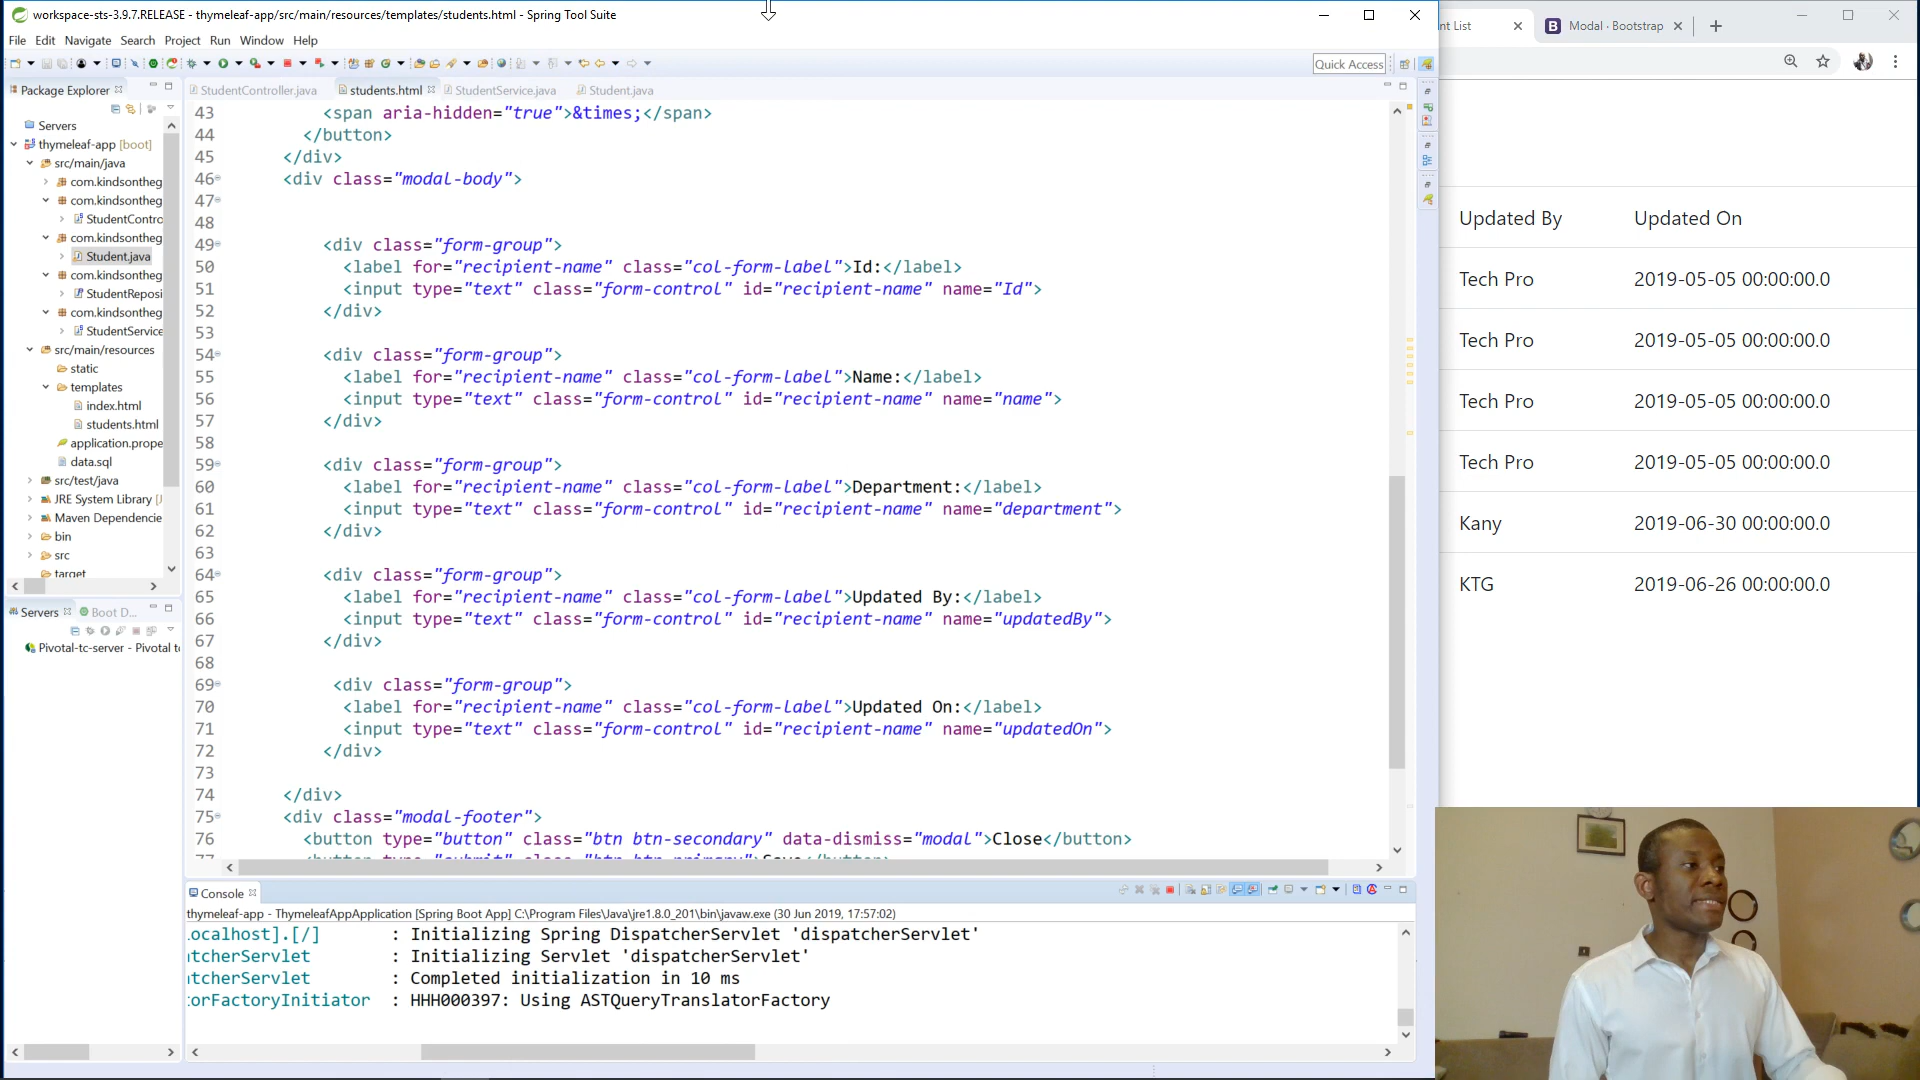 workspace-sts-3.9.7.RELEASE - thymeleaf-app/src/main/resources/templates/students.html - Spring Tool Suite
File Edit Navigate Search Project Run Window Help
Quick Access
Package Explorer
Servers
thymeleaf-app [boot]
src/main/java
com.kindsontheg
com.kindsontheg
StudentContro
com.kindsontheg
Student.java
com.kindsontheg
StudentReposi
com.kindsontheg
StudentService
src/main/resources
static
templates
index.html
students.html
application.prope
data.sql
src/test/java
JRE System Library [J
Maven Dependencie
bin
src
target
Servers Boot D...
Pivotal-tc-server - Pivotal t
StudentController.java students.html StudentService.java Student.java
43 <span aria-hidden="true">&times;</span>
44 </button>
45 </div>
46 <div class="modal-body">
47
48
49 <div class="form-group">
50 <label for="recipient-name" class="col-form-label">Id:</label>
51 <input type="text" class="form-control" id="recipient-name" name="Id">
52 </div>
53
54 <div class="form-group">
55 <label for="recipient-name" class="col-form-label">Name:</label>
56 <input type="text" class="form-control" id="recipient-name" name="name">
57 </div>
58
59 <div class="form-group">
60 <label for="recipient-name" class="col-form-label">Department:</label>
61 <input type="text" class="form-control" id="recipient-name" name="department">
62 </div>
63
64 <div class="form-group">
65 <label for="recipient-name" class="col-form-label">Updated By:</label>
66 <input type="text" class="form-control" id="recipient-name" name="updatedBy">
67 </div>
68
69 <div class="form-group">
70 <label for="recipient-name" class="col-form-label">Updated On:</label>
71 <input type="text" class="form-control" id="recipient-name" name="updatedOn">
72 </div>
73
74 </div>
75 <div class="modal-footer">
76 <button type="button" class="btn btn-secondary" data-dismiss="modal">Close</button>
77 <button type="submit" class="btn btn-primary">Save</button>
Console
thymeleaf-app - ThymeleafAppApplication [Spring Boot App] C:\Program Files\Java\jre1.8.0_201\bin\javaw.exe (30 Jun 2019, 17:57:02)
ocalhost].[/] : Initializing Spring DispatcherServlet 'dispatcherServlet'
tcherServlet : Initializing Servlet 'dispatcherServlet'
tcherServlet : Completed initialization in 10 ms
orFactoryInitiator : HHH000397: Using ASTQueryTranslatorFactory
nt List
B Modal · Bootstrap
Updated By Updated On
Tech Pro 2019-05-05 00:00:00.0
Tech Pro 2019-05-05 00:00:00.0
Tech Pro 2019-05-05 00:00:00.0
Tech Pro 2019-05-05 00:00:00.0
Kany 2019-06-30 00:00:00.0
KTG 2019-06-26 00:00:00.0